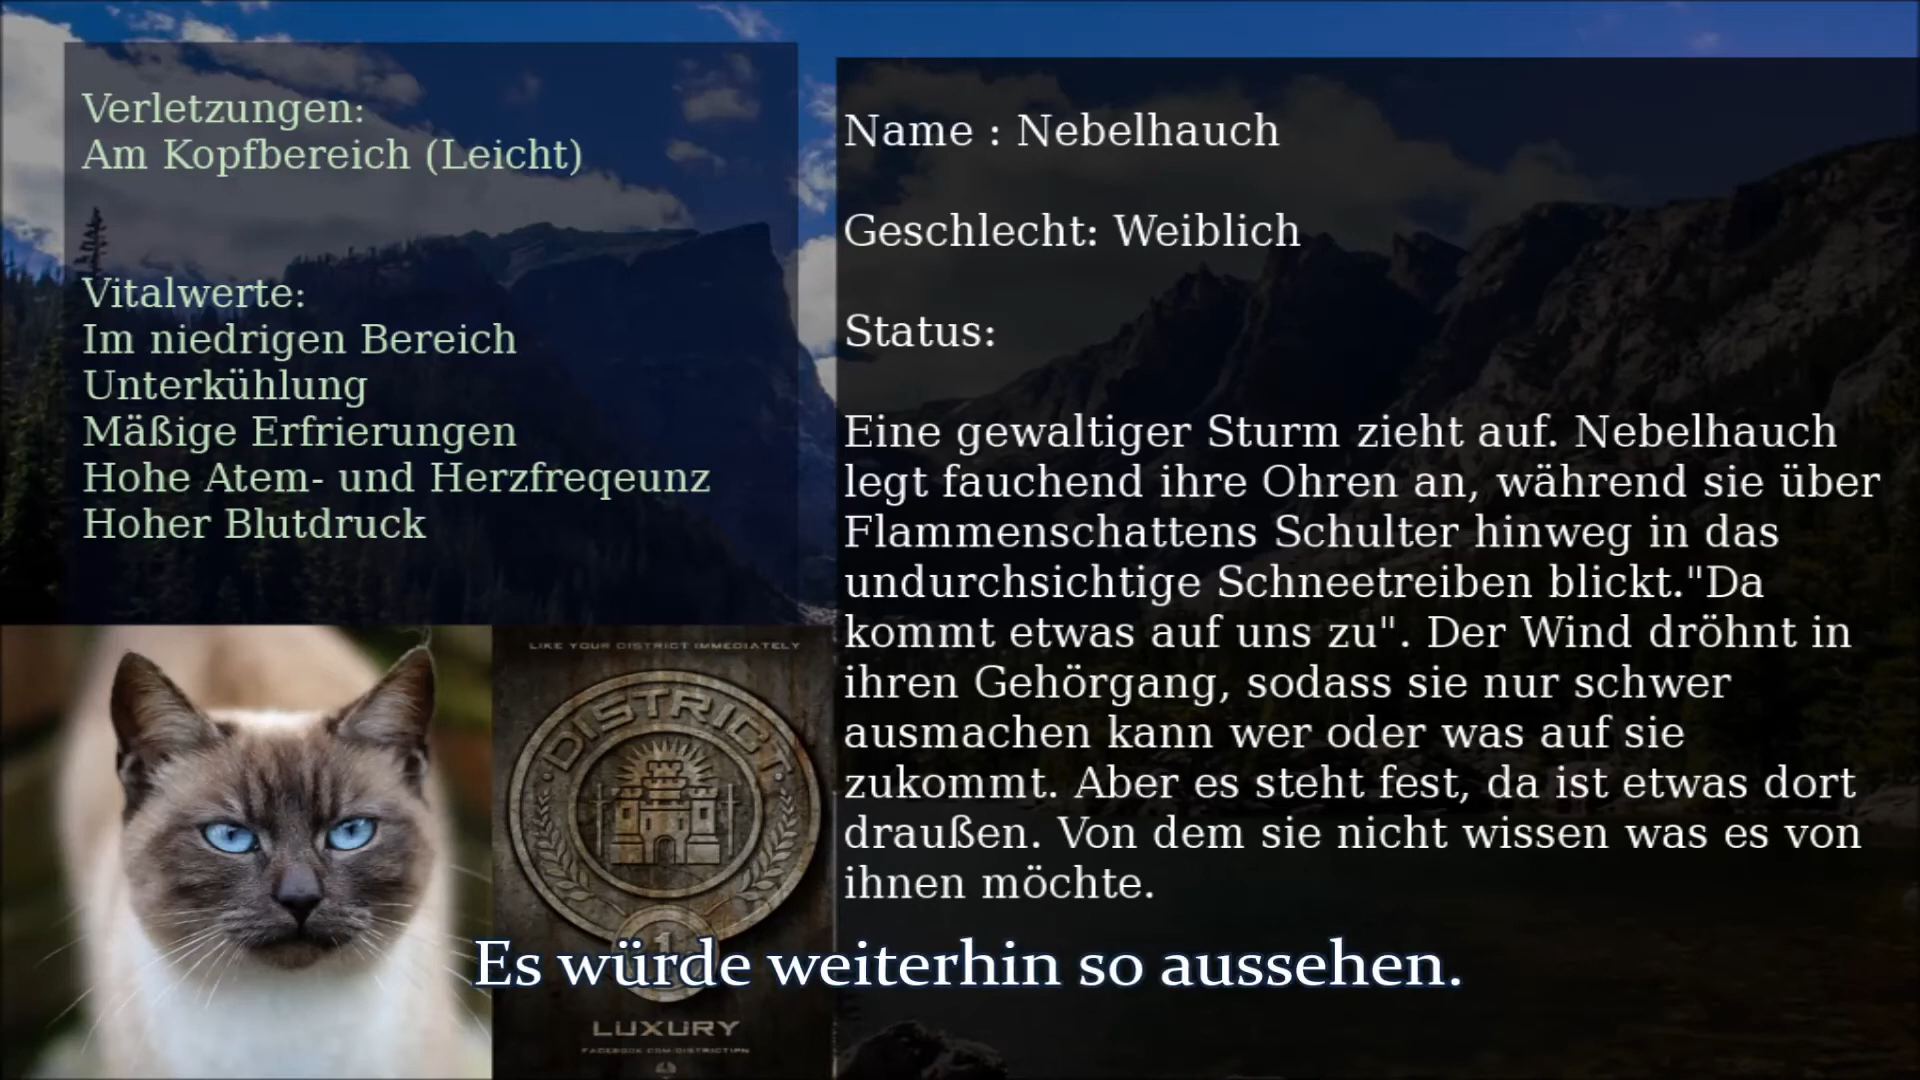 Verletzungen:
Am Kopfbereich (Leicht)
Vitalwerte:
Im niedrigen Bereich
Unterkühlung
Mäßige Erfrierungen
Hohe Atem- und Herzfreqeunz
Hoher Blutdruck
Name : Nebelhauch
Geschlecht: Weiblich
Status:
Eine gewaltiger Sturm zieht auf. Nebelhauch
legt fauchend ihre Ohren an, während sie über
Flammenschattens Schulter hinweg in das
undurchsichtige Schneetreiben blickt."Da
kommt etwas auf uns zu". Der Wind dröhnt in
ihren Gehörgang, sodass sie nur schwer
ausmachen kann wer oder was auf sie
zukommt. Aber es steht fest, da ist etwas dort
draußen. Von dem sie nicht wissen was es von
ihnen möchte.
LIKE YOUR DISTRICT IMMEDIATELY
DISTRICT
1
LUXURY
FACEBOOK.COM/DISTRICT1PN
Es würde weiterhin so aussehen.